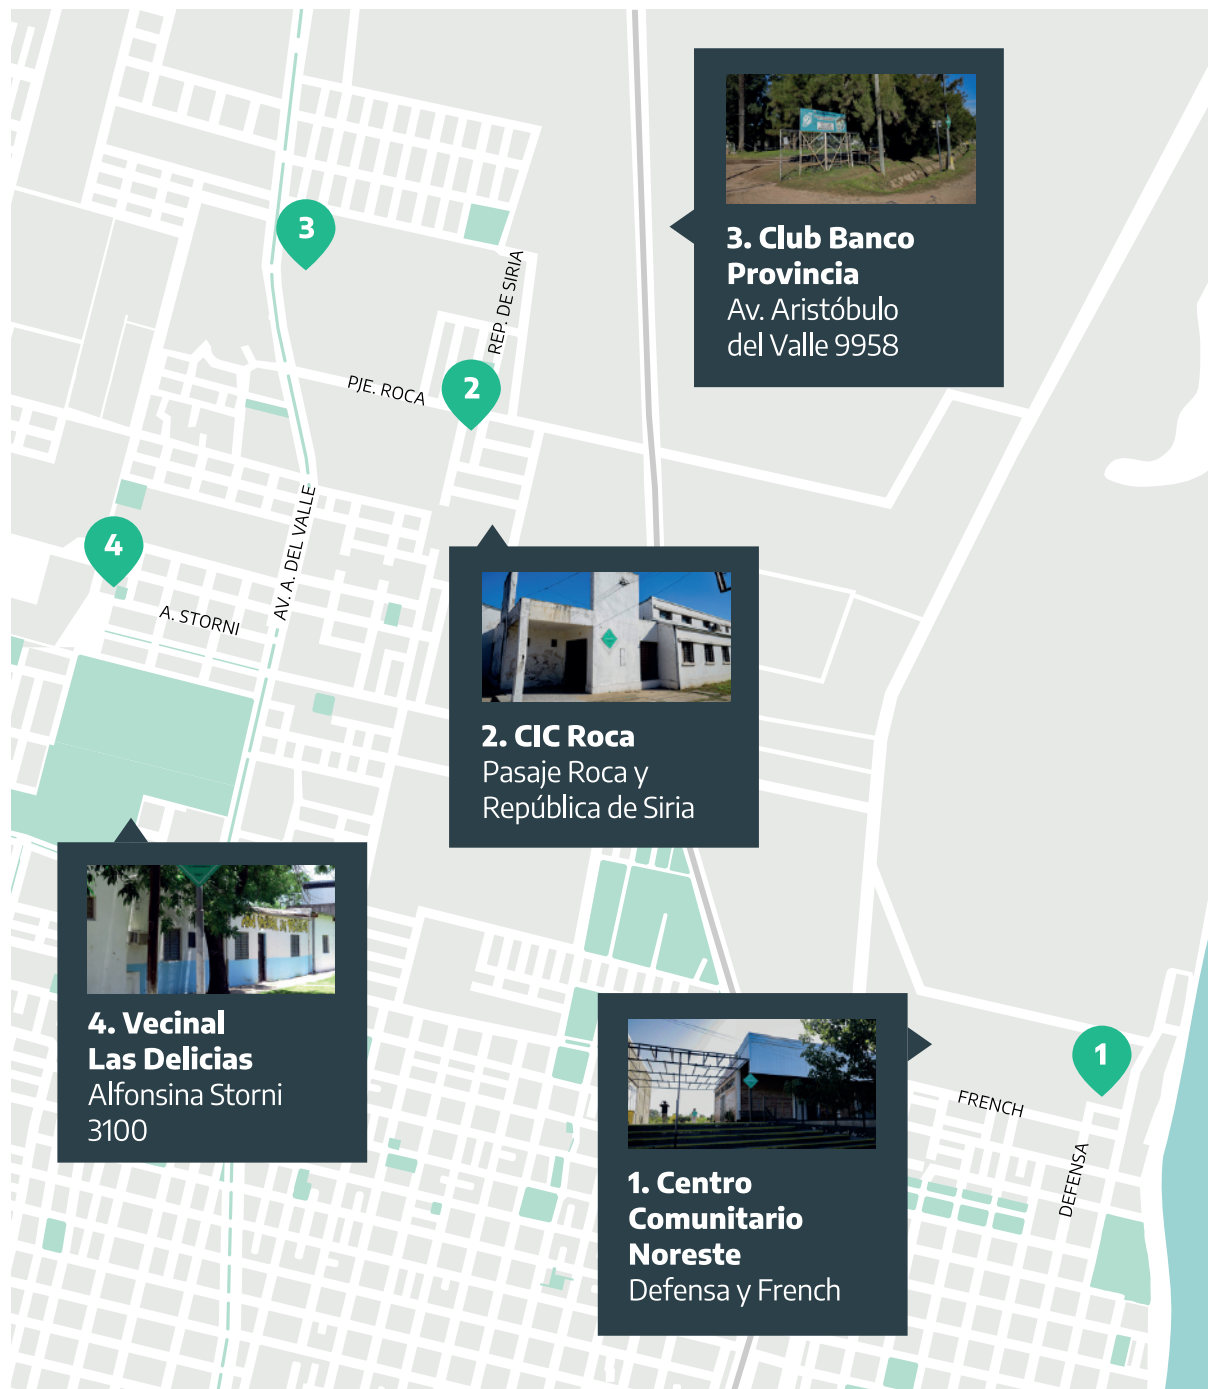 3. Club Banco
Provincia
Av. Aristóbulo
del Valle 9958
3
REP. DE SIRIA
PJE. ROCA
2
AV. A. DEL VALLE
4
A. STORNI
2. CIC Roca
Pasaje Roca y
República de Siria
4. Vecinal
Las Delicias
Alfonsina Storni
3100
1
FRENCH
DEFENSA
1. Centro
Comunitario
Noreste
Defensa y French